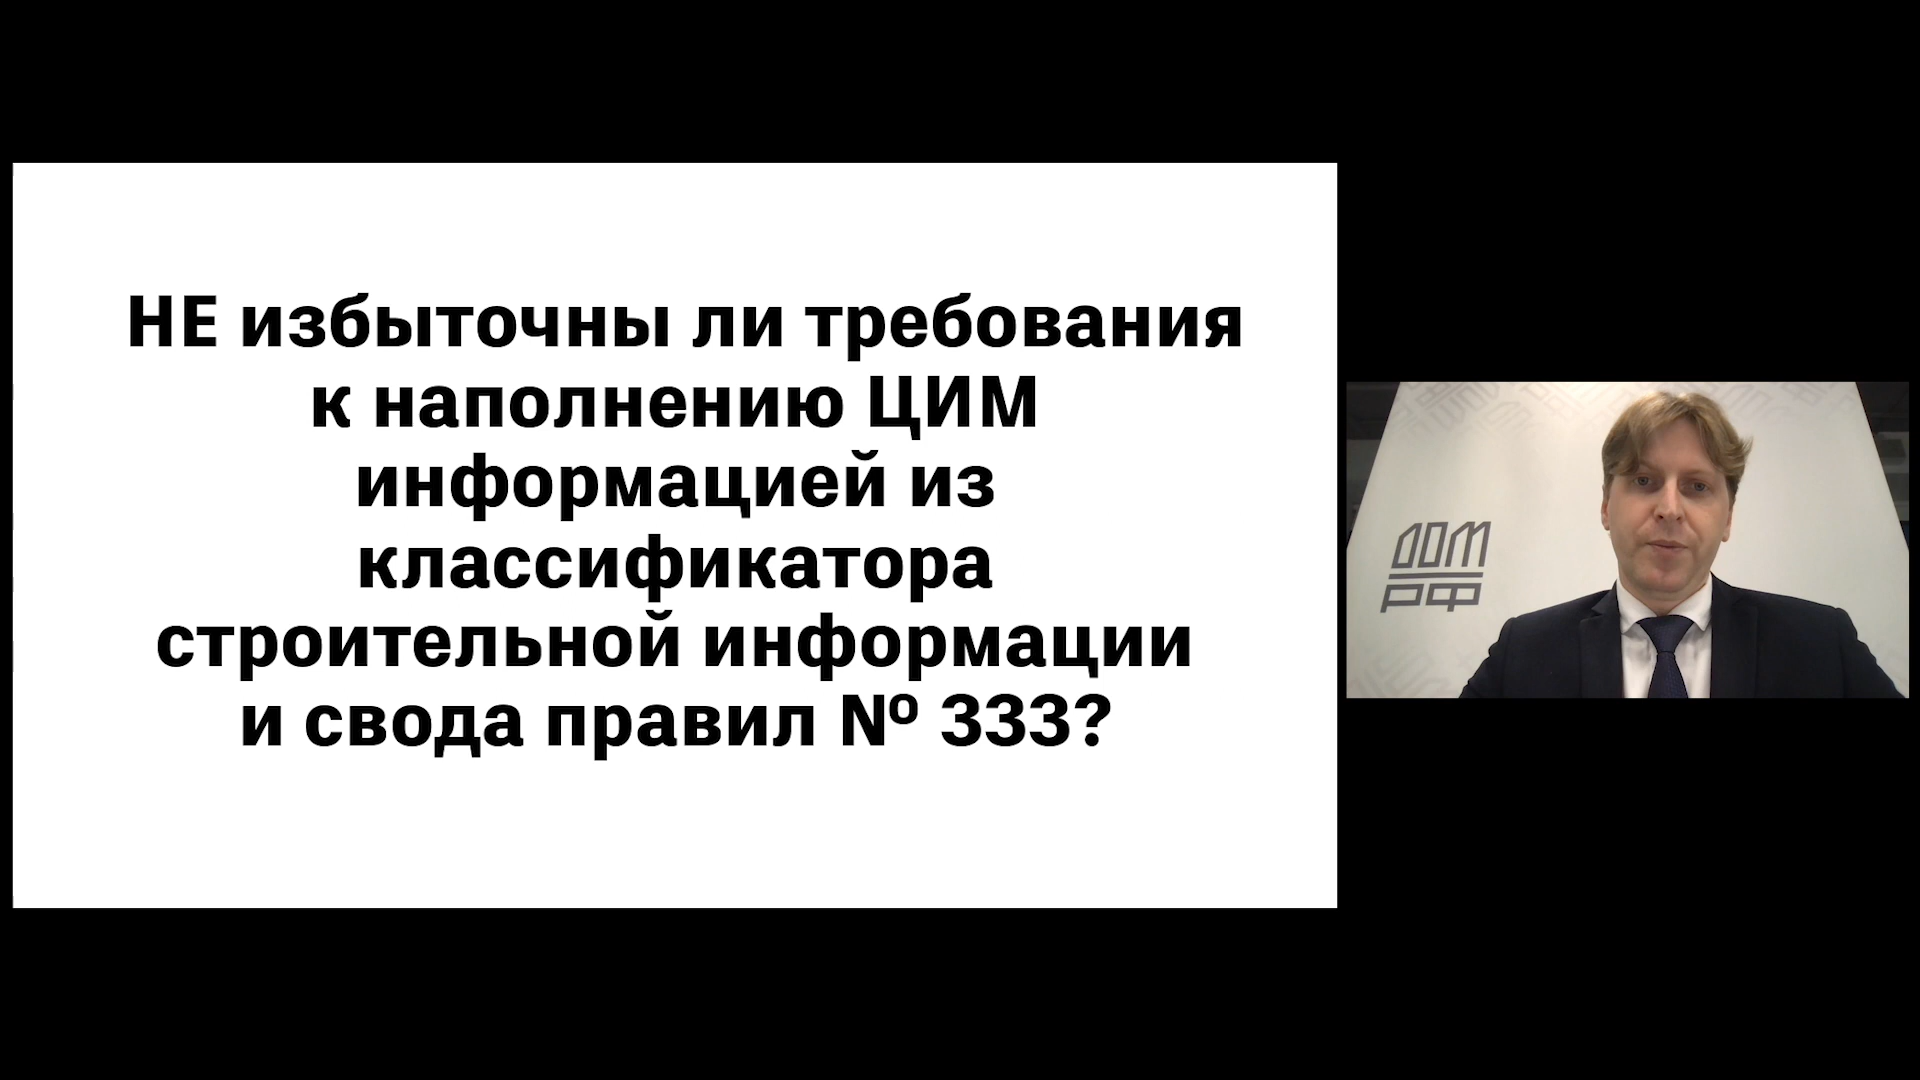 НЕ избыточны ли требования
к наполнению ЦИМ
информацией из
классификатора
строительной информации
и свода правил № 333?
ДОМ
РФ